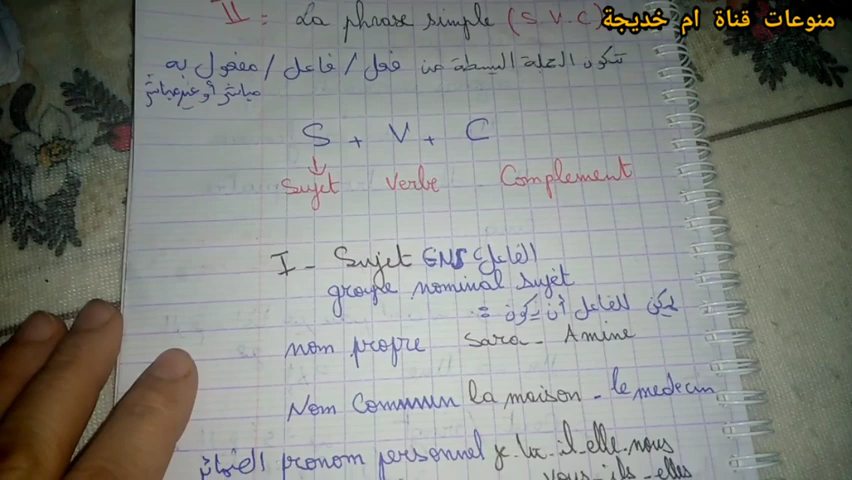 منوعات قناة ام خديجة
II = La phrase simple (S.V.C)
تتكون الجملة البسيطة من فعل / فاعل / مفعول به
مباشر أو غير مباشر
S + V + C
Sujet Verbe Complement
I - Sujet GNS الفاعل
groupe nominal sujet
يمكن للفاعل أن يكون :
nom propre Sara - Amine
Nom Commun la maison - le medecin
الضمائر pronom personnel je.tu.il.elle.nous
vous.ils.elles